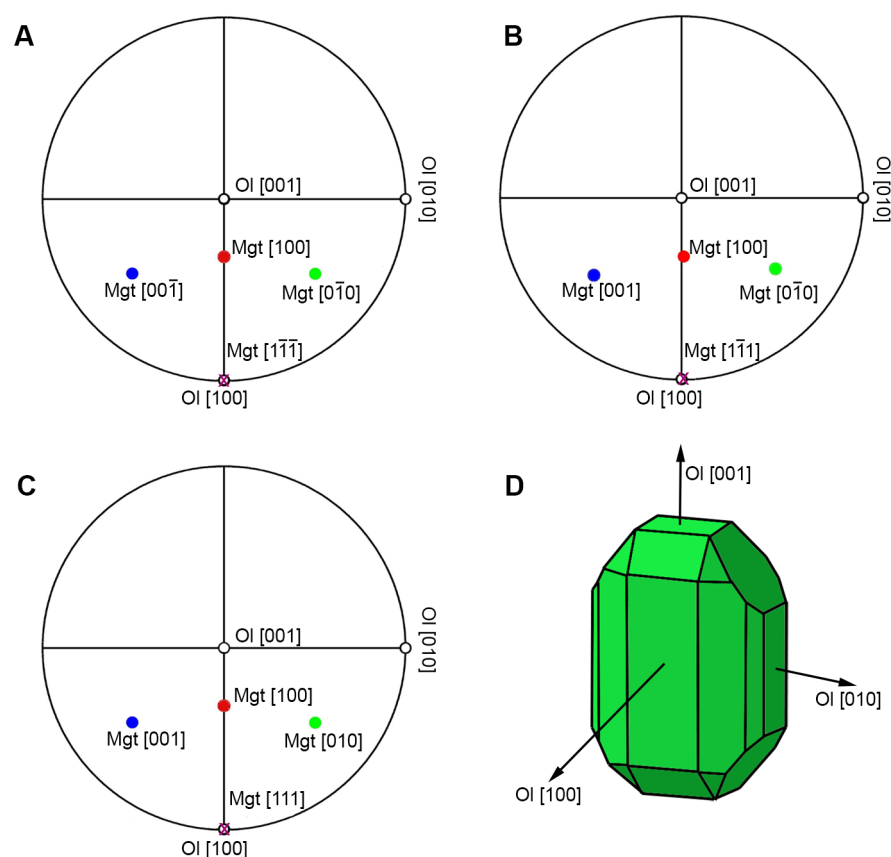 A
Ol [001]
Ol [010]
Mgt [100]
Mgt [001̄]
Mgt [01̄0]
Mgt [11̄1̄]
Ol [100]
B
Ol [001]
Ol [010]
Mgt [100]
Mgt [001]
Mgt [01̄0]
Mgt [11̄1]
Ol [100]
C
Ol [001]
Ol [010]
Mgt [100]
Mgt [001]
Mgt [010]
Mgt [111]
Ol [100]
D
Ol [001]
Ol [010]
Ol [100]